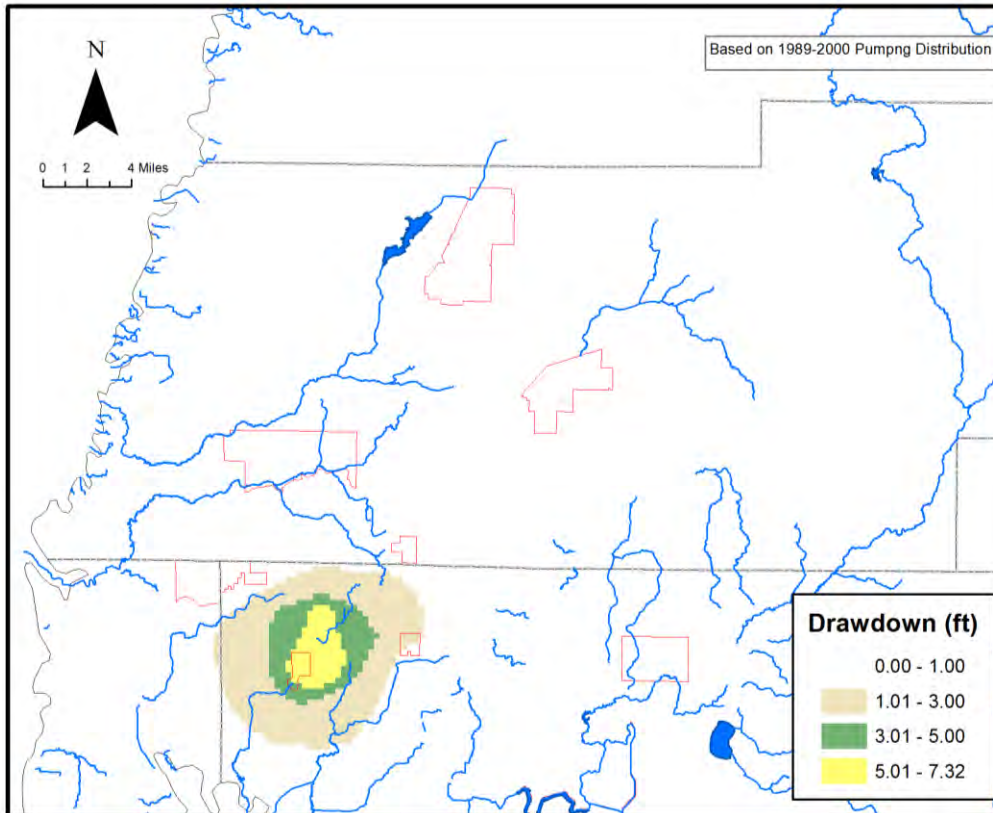 N
Based on 1989-2000 Pumpng Distribution
0 1 2 4 Miles
Drawdown (ft)
0.00 - 1.00
1.01 - 3.00
3.01 - 5.00
5.01 - 7.32